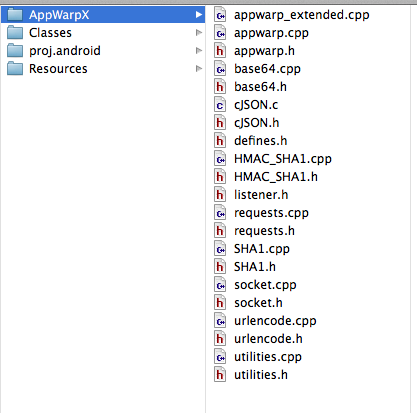 AppWarpX
Classes
proj.android
Resources
appwarp_extended.cpp
appwarp.cpp
appwarp.h
base64.cpp
base64.h
cJSON.c
cJSON.h
defines.h
HMAC_SHA1.cpp
HMAC_SHA1.h
listener.h
requests.cpp
requests.h
SHA1.cpp
SHA1.h
socket.cpp
socket.h
urlencode.cpp
urlencode.h
utilities.cpp
utilities.h